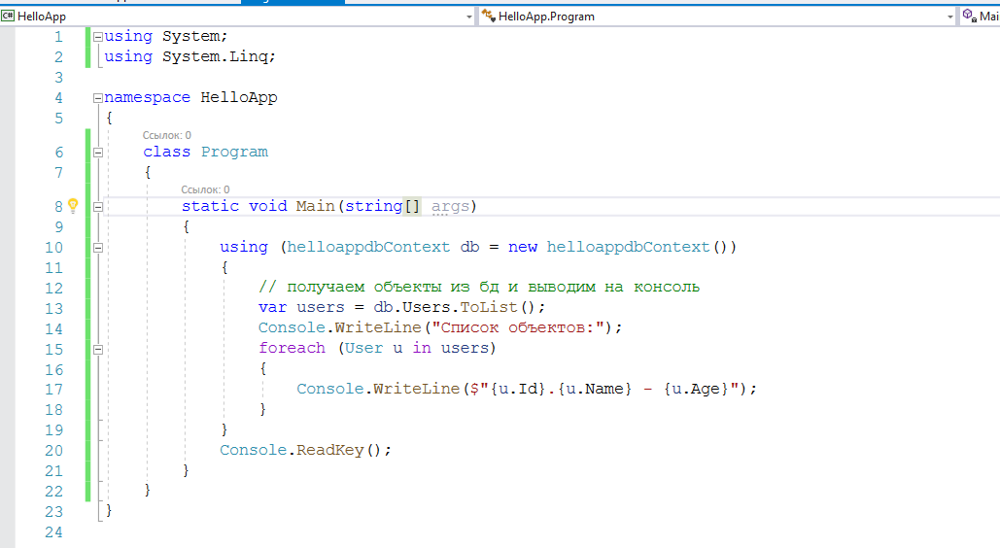 HelloApp HelloApp.Program Mai
1 using System;
2 using System.Linq;
3
4 namespace HelloApp
5 {
Ссылок: 0
6 class Program
7 {
Ссылок: 0
8 static void Main(string[] args)
9 {
10 using (helloappdbContext db = new helloappdbContext())
11 {
12 // получаем объекты из бд и выводим на консоль
13 var users = db.Users.ToList();
14 Console.WriteLine("Список объектов:");
15 foreach (User u in users)
16 {
17 Console.WriteLine($"{u.Id}.{u.Name} - {u.Age}");
18 }
19 }
20 Console.ReadKey();
21 }
22 }
23 }
24